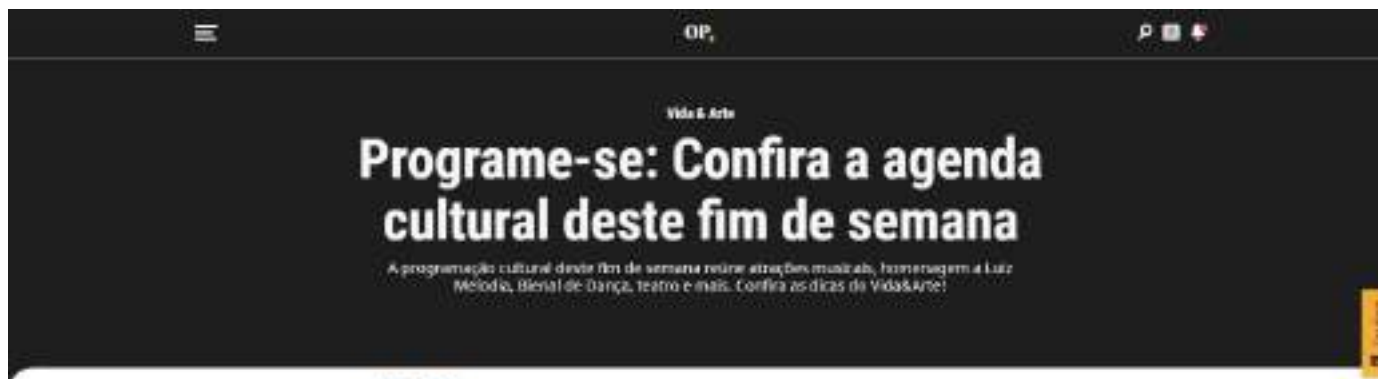 OP.
Vida & Arte
Programe-se: Confira a agenda
cultural deste fim de semana
A programação cultural deste fim de semana reúne atrações musicais, homenagem a Luiz
Melodia, Bienal de Dança, teatro e mais. Confira as dicas do Vida&Arte!